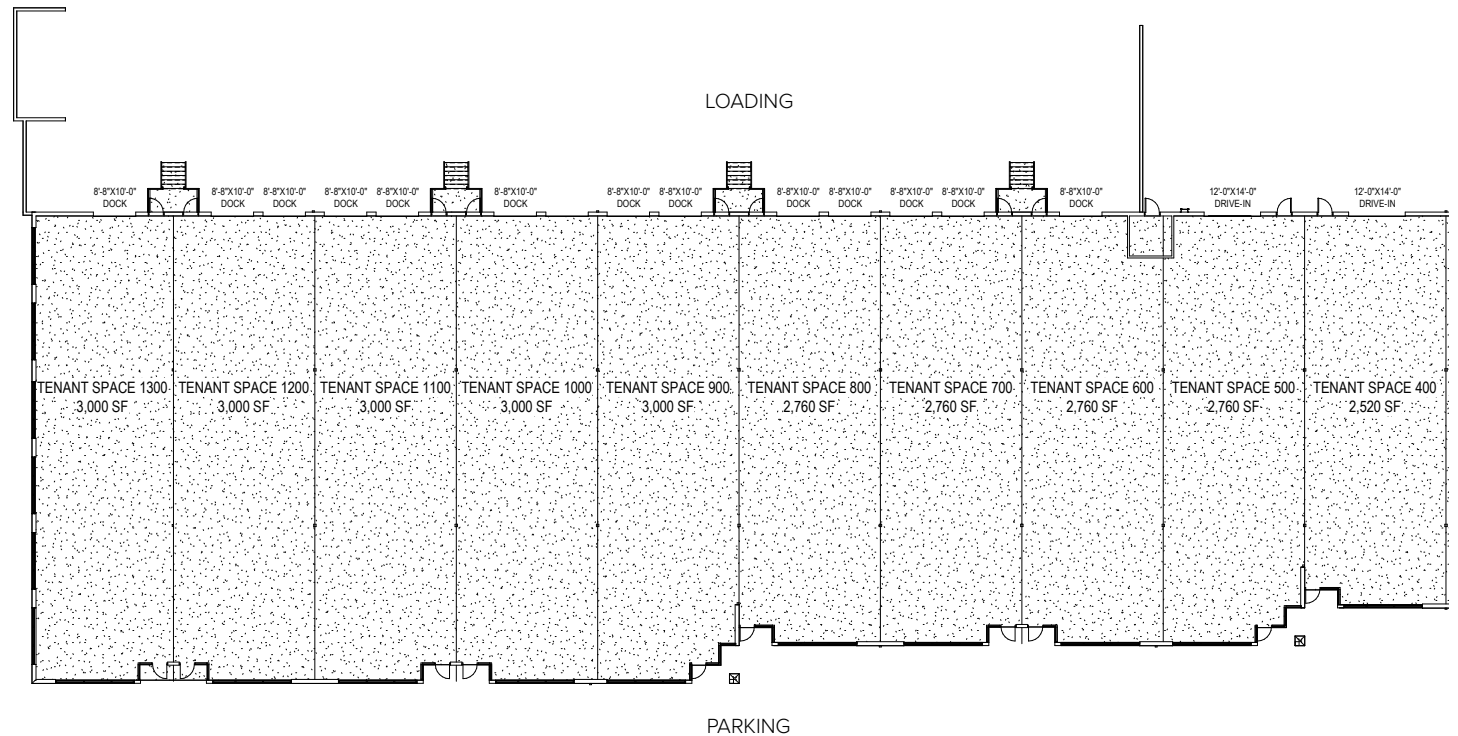 LOADING
8'-8"X10'-0"
DOCK
8'-8"X10'-0"
DOCK
8'-8"X10'-0"
DOCK
8'-8"X10'-0"
DOCK
8'-8"X10'-0"
DOCK
8'-8"X10'-0"
DOCK
8'-8"X10'-0"
DOCK
8'-8"X10'-0"
DOCK
8'-8"X10'-0"
DOCK
8'-8"X10'-0"
DOCK
8'-8"X10'-0"
DOCK
8'-8"X10'-0"
DOCK
8'-8"X10'-0"
DOCK
12'-0"X14'-0"
DRIVE-IN
12'-0"X14'-0"
DRIVE-IN
TENANT SPACE 1300
3,000 SF
TENANT SPACE 1200
3,000 SF
TENANT SPACE 1100
3,000 SF
TENANT SPACE 1000
3,000 SF
TENANT SPACE 900
3,000 SF
TENANT SPACE 800
2,760 SF
TENANT SPACE 700
2,760 SF
TENANT SPACE 600
2,760 SF
TENANT SPACE 500
2,760 SF
TENANT SPACE 400
2,520 SF
PARKING